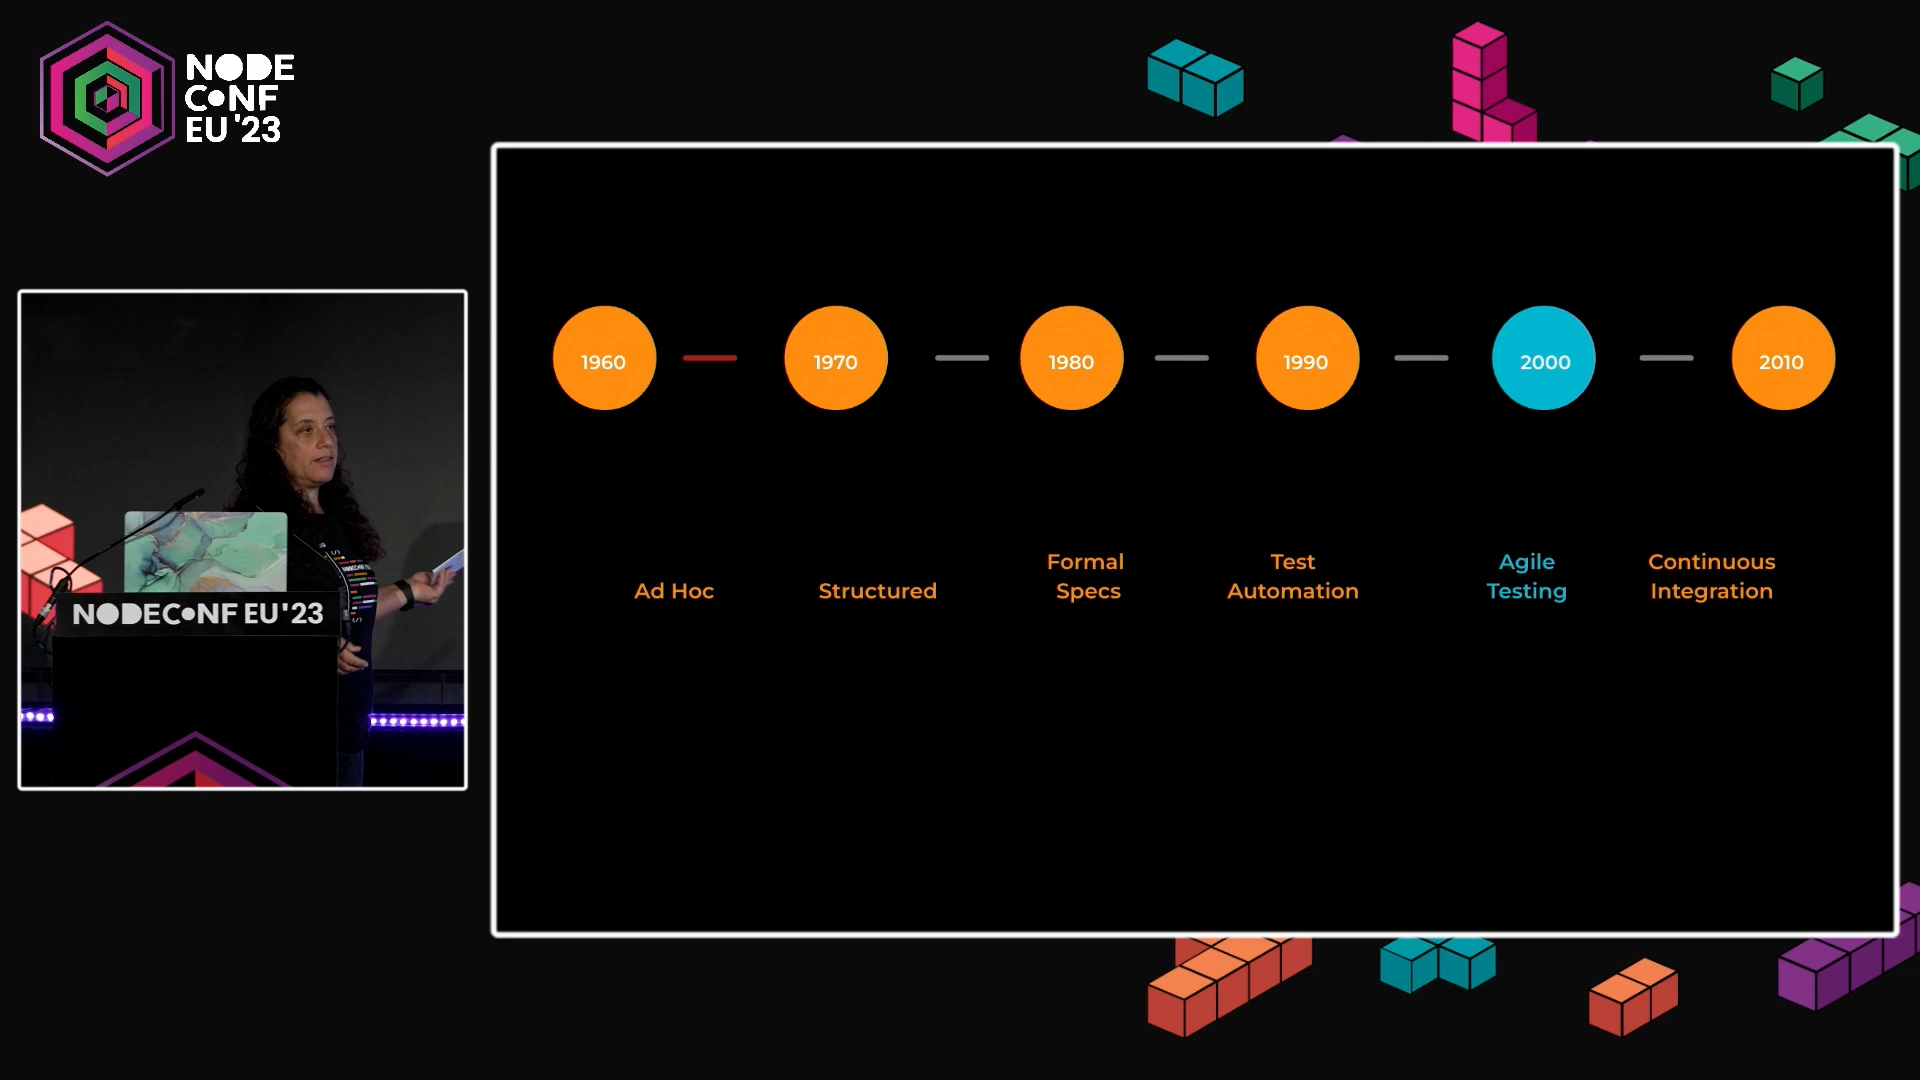 NODE
CONF
EU '23
1960
1970
1980
1990
2000
2010
Ad Hoc
Structured
Formal
Specs
Test
Automation
Agile
Testing
Continuous
Integration
NODECONF EU'23